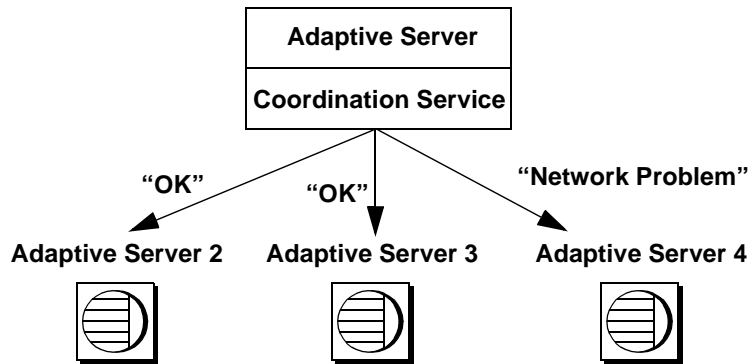 Adaptive Server
Coordination Service
“OK”
“OK”
“Network Problem”
Adaptive Server 2
Adaptive Server 3
Adaptive Server 4